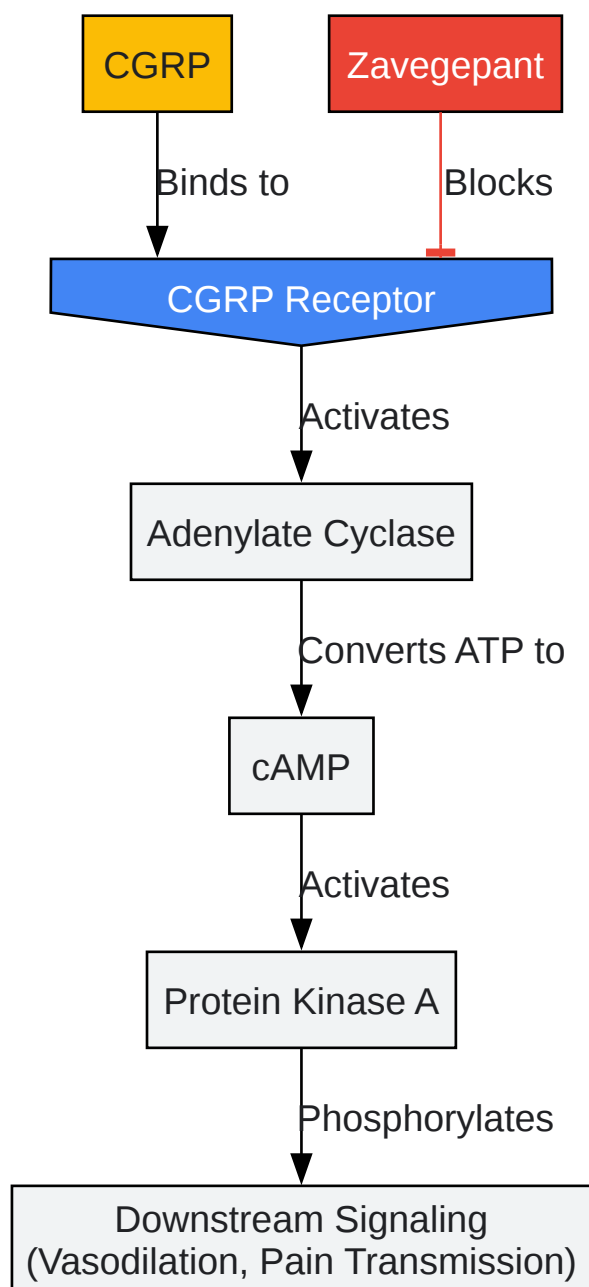 CGRP
Zavegepant
Binds to
Blocks
CGRP Receptor
Activates
Adenylate Cyclase
Converts ATP to
cAMP
Activates
Protein Kinase A
Phosphorylates
Downstream Signaling
(Vasodilation, Pain Transmission)